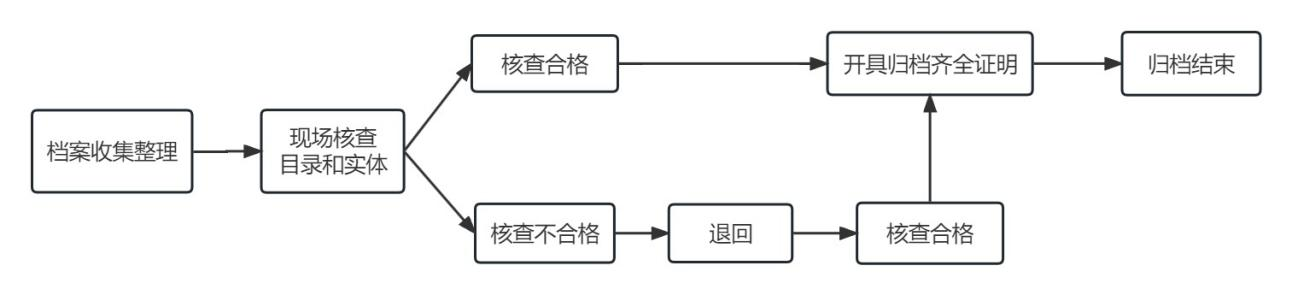 档案收集整理
现场核查
目录和实体
核查合格
开具归档齐全证明
归档结束
核查不合格
退回
核查合格